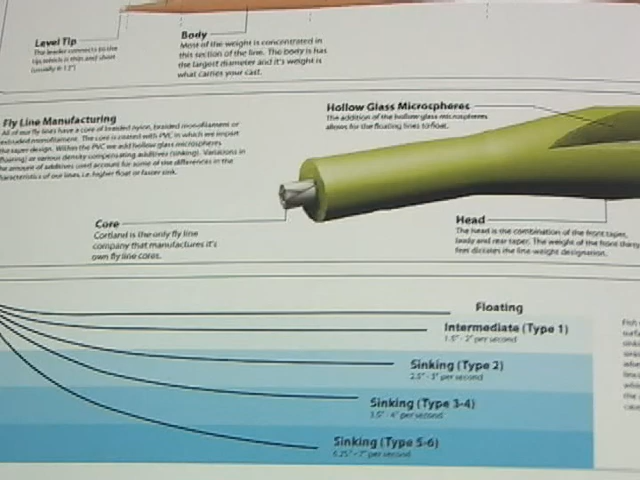 Level Tip
The leader connects to the
tip which is thin and short
(usually 6-12")
Body
Most of the weight is concentrated in
this section of the line. The body is has
the largest diameter and it's weight is
what carries your cast.
Fly Line Manufacturing
All of our fly lines have a core of braided nylon, braided monofilament or
extruded monofilament. The core is coated with PVC in which we impart
the taper design. Within the PVC we add hollow glass microspheres
(floating) or various density compensating additives (sinking). Variations in
the amount of additives used account for some of the differences in the
characteristics of our lines, i.e. higher float or faster sink.
Hollow Glass Microspheres
The addition of the hollow glass microspheres
allows for the floating lines to float.
Core
Cortland is the only fly line
company that manufactures it's
own fly line cores.
Head
The head is the combination of the front taper,
body and rear taper. The weight of the front thirty
feet dictates the line weight designation.
Floating
Intermediate (Type 1)
1.5" - 2" per second
Sinking (Type 2)
2.5" - 3" per second
Sinking (Type 3-4)
3.5" - 4" per second
Sinking (Type 5-6)
6.25" - 7" per second